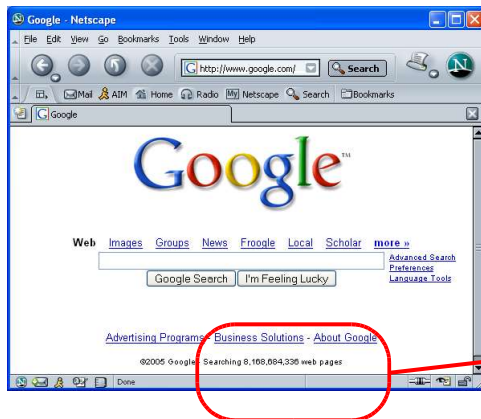 Google - Netscape
File Edit View Go Bookmarks Tools Window Help
http://www.google.com/ Search
Mail AIM Home Radio My Netscape Search Bookmarks
Google
Google™
Web Images Groups News Froogle Local Scholar more »
Advanced Search
Preferences
Language Tools
Google Search I'm Feeling Lucky
Advertising Programs - Business Solutions - About Google
©2005 Google - Searching 8,168,684,336 web pages
Done